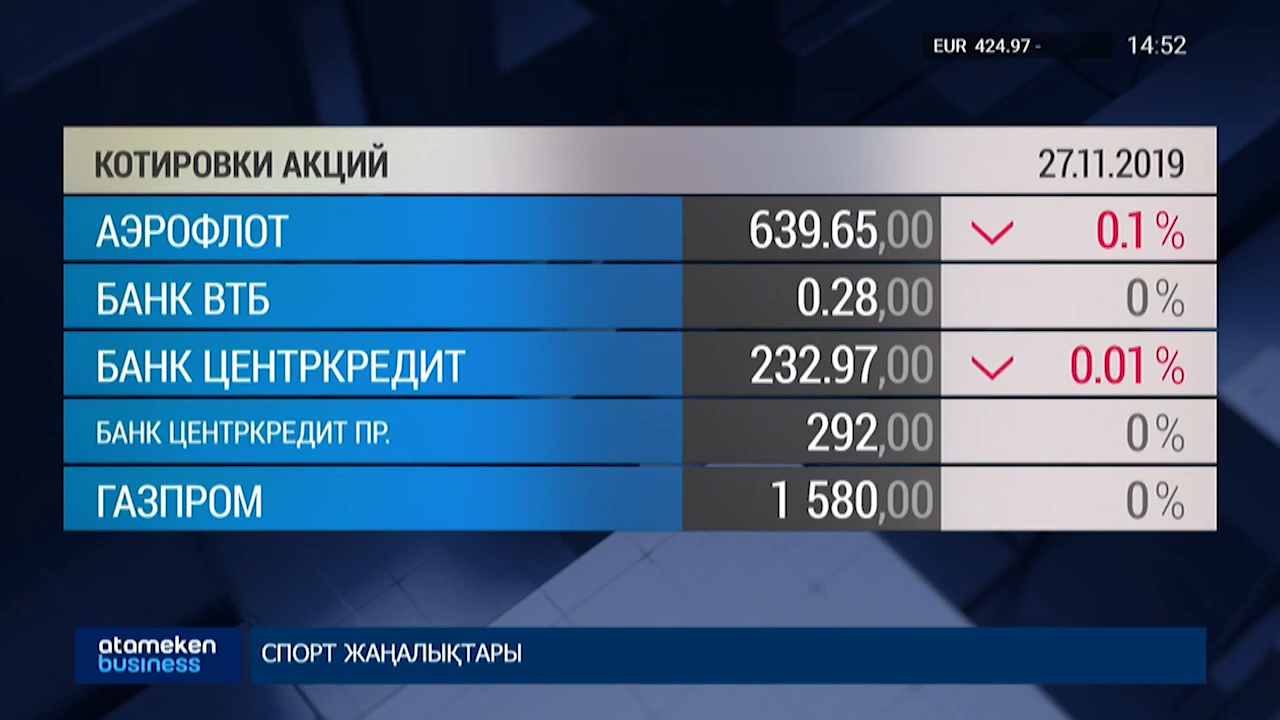 EUR 424.97 -
14:52
КОТИРОВКИ АКЦИЙ 27.11.2019
АЭРОФЛОТ 639.65,00 0.1 %
БАНК ВТБ 0.28,00 0 %
БАНК ЦЕНТРКРЕДИТ 232.97,00 0.01 %
БАНК ЦЕНТРКРЕДИТ ПР. 292,00 0 %
ГАЗПРОМ 1 580,00 0 %
atameken
business
СПОРТ ЖАҢАЛЫҚТАРЫ